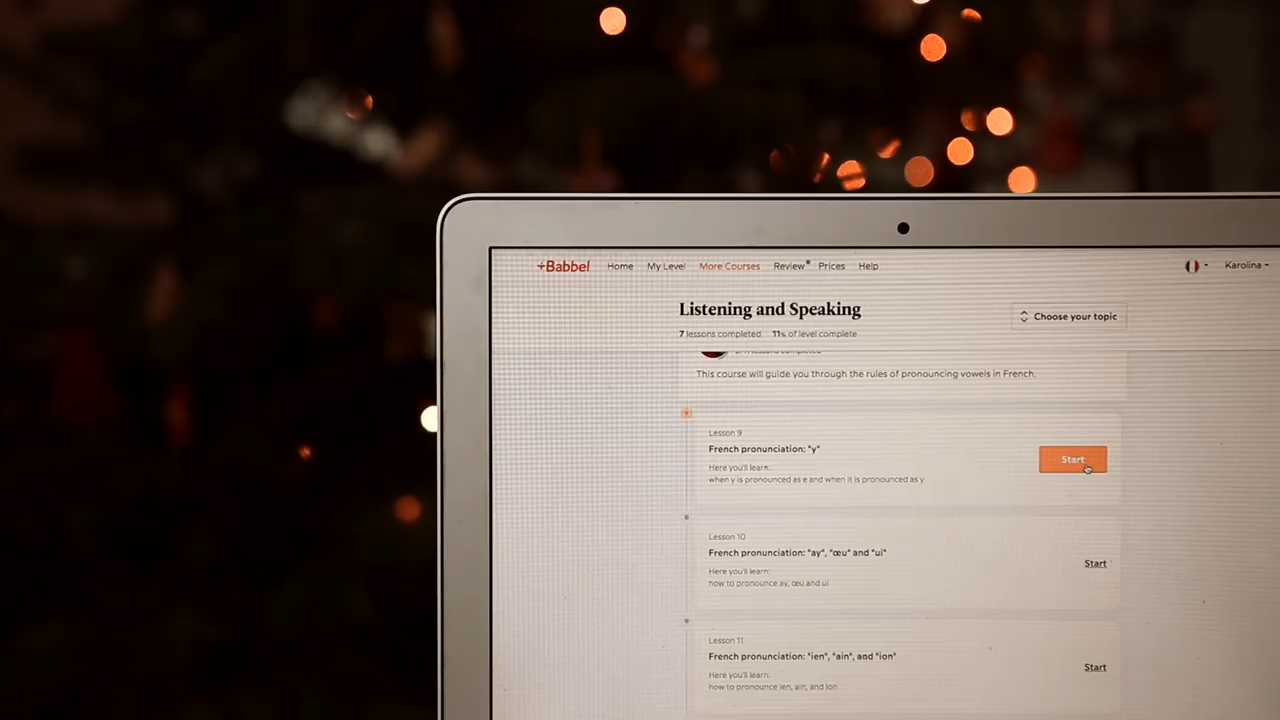 +Babbel Home My Level More Courses Review Prices Help Karolina
Listening and Speaking
Choose your topic
7 lessons completed 11% of level complete
lessons completed
This course will guide you through the rules of pronouncing vowels in French.
Lesson 9
French pronunciation: "y"
Start
Here you'll learn:
when y is pronounced as e and when it is pronounced as y
Lesson 10
French pronunciation: "ay", "œu" and "ui"
Start
Here you'll learn:
how to pronounce ay, œu and ui
Lesson 11
French pronunciation: "ien", "ain", and "ion"
Start
Here you'll learn:
how to pronounce ien, ain, and ion